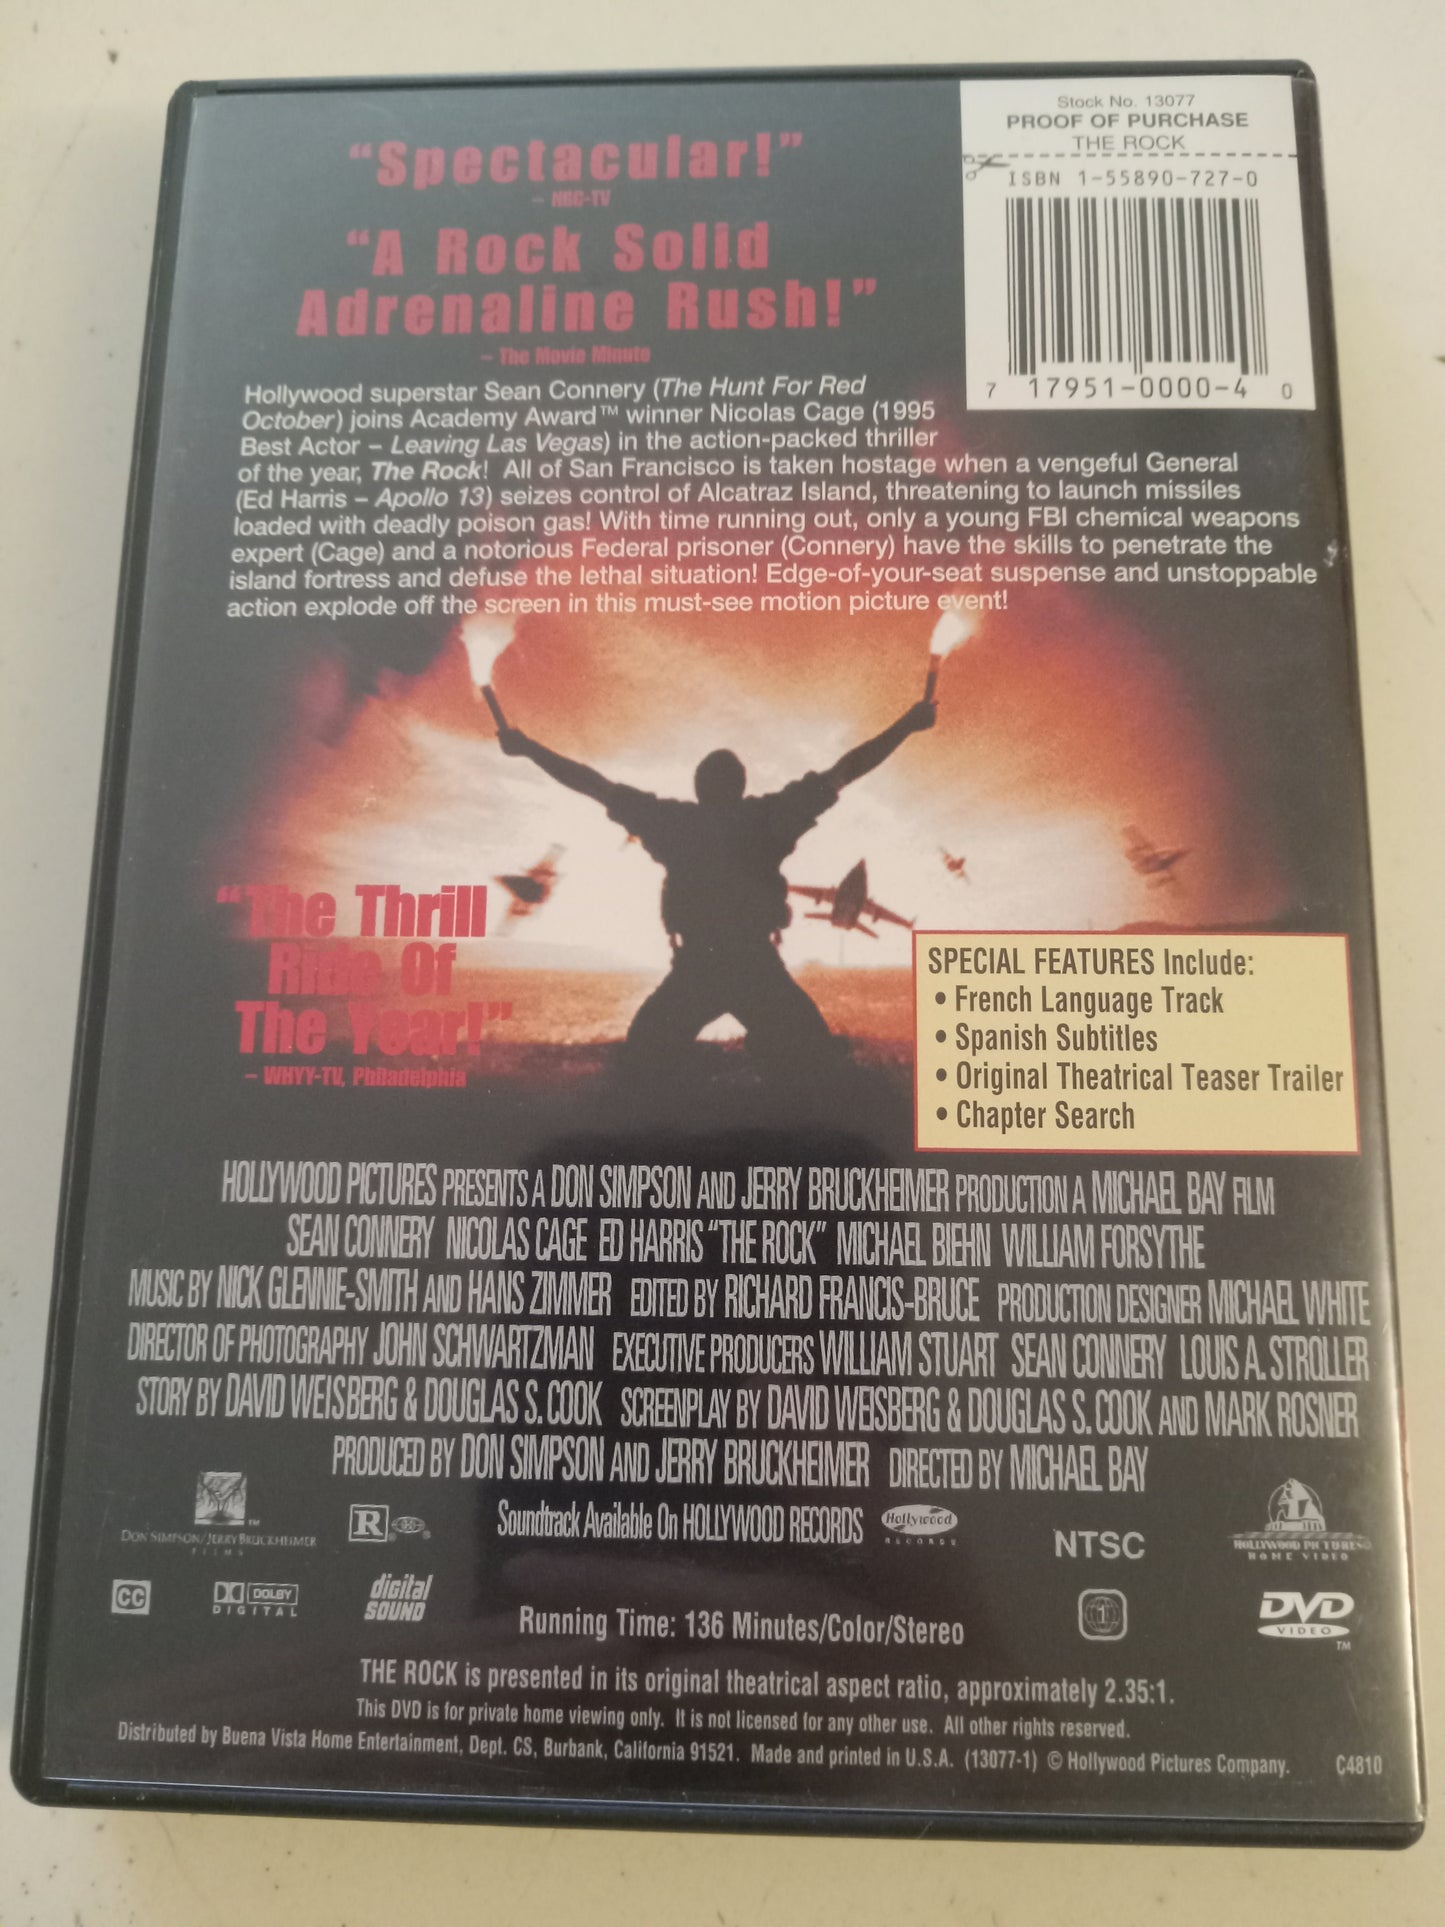 Stock No. 13077
PROOF OF PURCHASE
THE ROCK
ISBN 1-55890-727-0
7 17951-0000-4 0
“Spectacular!”
– NBC-TV
“A Rock Solid
Adrenaline Rush!”
– The Movie Minute
Hollywood superstar Sean Connery (The Hunt For Red
October) joins Academy Award™ winner Nicolas Cage (1995
Best Actor – Leaving Las Vegas) in the action-packed thriller
of the year, The Rock! All of San Francisco is taken hostage when a vengeful General
(Ed Harris – Apollo 13) seizes control of Alcatraz Island, threatening to launch missiles
loaded with deadly poison gas! With time running out, only a young FBI chemical weapons
expert (Cage) and a notorious Federal prisoner (Connery) have the skills to penetrate the
island fortress and defuse the lethal situation! Edge-of-your-seat suspense and unstoppable
action explode off the screen in this must-see motion picture event!
“The Thrill
Ride Of
The Year!”
– WHYY-TV, Philadelphia
SPECIAL FEATURES Include:
• French Language Track
• Spanish Subtitles
• Original Theatrical Teaser Trailer
• Chapter Search
HOLLYWOOD PICTURES PRESENTS A DON SIMPSON AND JERRY BRUCKHEIMER PRODUCTION A MICHAEL BAY FILM
SEAN CONNERY NICOLAS CAGE ED HARRIS “THE ROCK” MICHAEL BIEHN WILLIAM FORSYTHE
MUSIC BY NICK GLENNIE-SMITH AND HANS ZIMMER EDITED BY RICHARD FRANCIS-BRUCE PRODUCTION DESIGNER MICHAEL WHITE
DIRECTOR OF PHOTOGRAPHY JOHN SCHWARTZMAN EXECUTIVE PRODUCERS WILLIAM STUART SEAN CONNERY LOUIS A. STROLLER
STORY BY DAVID WEISBERG & DOUGLAS S. COOK SCREENPLAY BY DAVID WEISBERG & DOUGLAS S. COOK AND MARK ROSNER
PRODUCED BY DON SIMPSON AND JERRY BRUCKHEIMER DIRECTED BY MICHAEL BAY
DON SIMPSON/JERRY BRUCKHEIMER
FILMS
™
R
Soundtrack Available On HOLLYWOOD RECORDS
Hollywood
RECORDS
NTSC
HOLLYWOOD PICTURES
HOME VIDEO
CC
DOLBY
DIGITAL
digital
SOUND
Running Time: 136 Minutes/Color/Stereo
1
DVD
VIDEO
TM
THE ROCK is presented in its original theatrical aspect ratio, approximately 2.35:1.
This DVD is for private home viewing only. It is not licensed for any other use. All other rights reserved.
Distributed by Buena Vista Home Entertainment, Dept. CS, Burbank, California 91521. Made and printed in U.S.A. (13077-1) © Hollywood Pictures Company. C4810